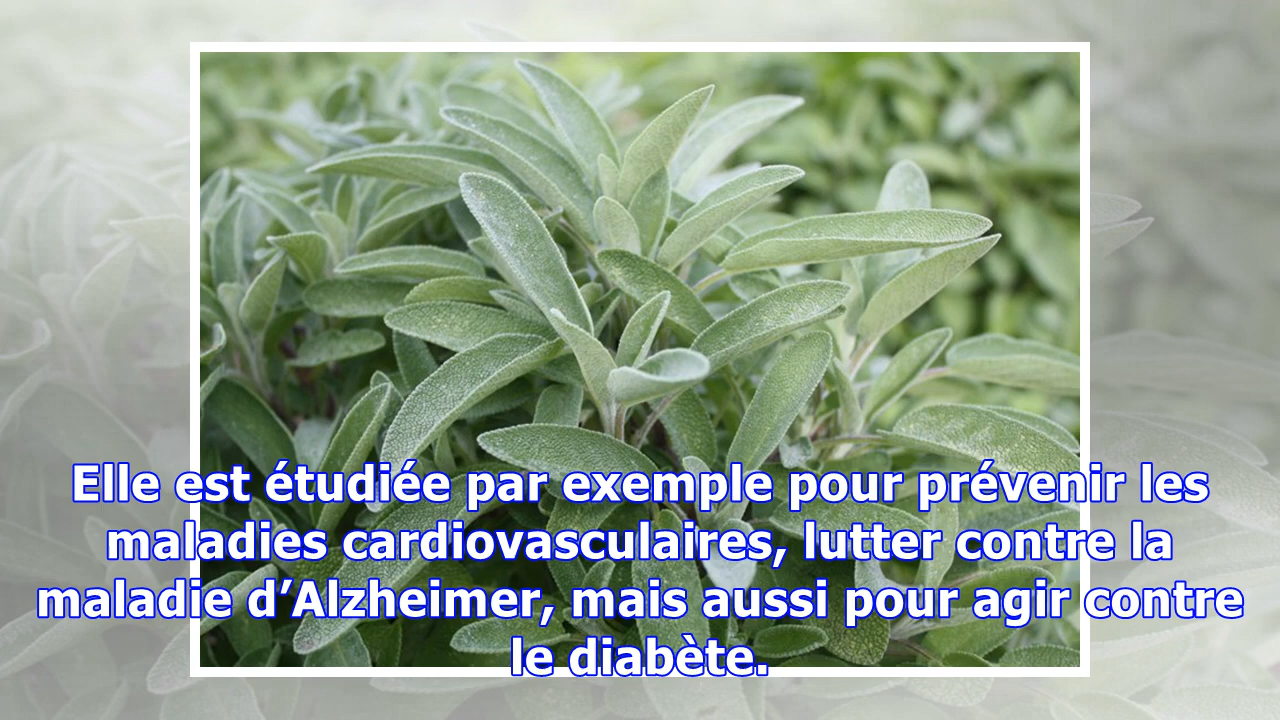 Elle est étudiée par exemple pour prévenir les
maladies cardiovasculaires, lutter contre la
maladie d’Alzheimer, mais aussi pour agir contre
le diabète.